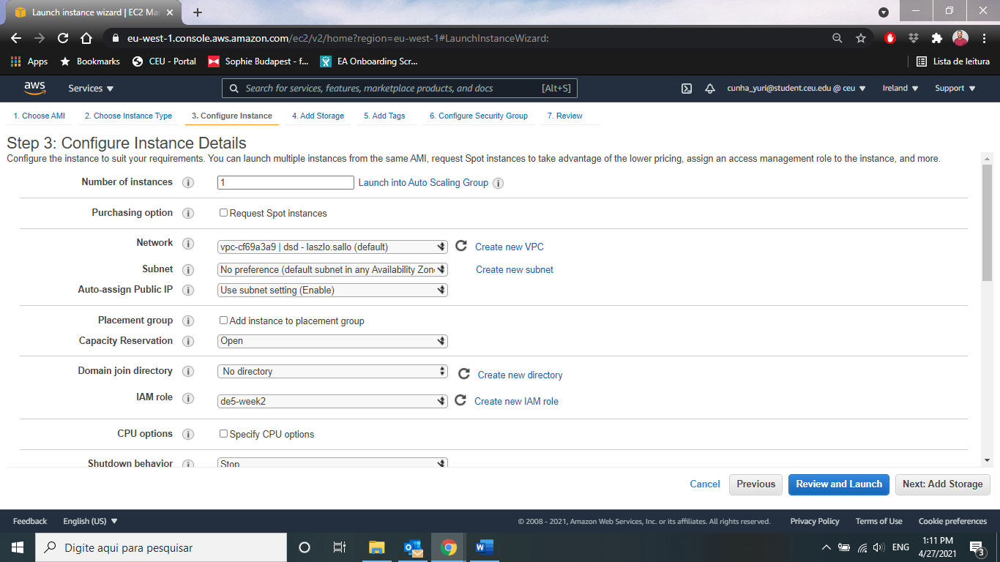 Launch instance wizard | EC2 Ma
eu-west-1.console.aws.amazon.com/ec2/v2/home?region=eu-west-1#LaunchInstanceWizard:
Apps Bookmarks CEU - Portal Sophie Budapest - f... EA Onboarding Scr... Lista de leitura
aws Services Search for services, features, marketplace products, and docs [Alt+S] cunha_yuri@student.ceu.edu @ ceu Ireland Support
1. Choose AMI 2. Choose Instance Type 3. Configure Instance 4. Add Storage 5. Add Tags 6. Configure Security Group 7. Review
Step 3: Configure Instance Details
Configure the instance to suit your requirements. You can launch multiple instances from the same AMI, request Spot instances to take advantage of the lower pricing, assign an access management role to the instance, and more.
Number of instances i 1 Launch into Auto Scaling Group i
Purchasing option i Request Spot instances
Network i vpc-cf69a3a9 | dsd - laszlo.sallo (default) Create new VPC
Subnet i No preference (default subnet in any Availability Zon Create new subnet
Auto-assign Public IP i Use subnet setting (Enable)
Placement group i Add instance to placement group
Capacity Reservation i Open
Domain join directory i No directory Create new directory
IAM role i de5-week2 Create new IAM role
CPU options i Specify CPU options
Shutdown behavior i Stop
Cancel Previous Review and Launch Next: Add Storage
Feedback English (US) © 2008 - 2021, Amazon Web Services, Inc. or its affiliates. All rights reserved. Privacy Policy Terms of Use Cookie preferences
Digite aqui para pesquisar ENG 1:11 PM
4/27/2021 3